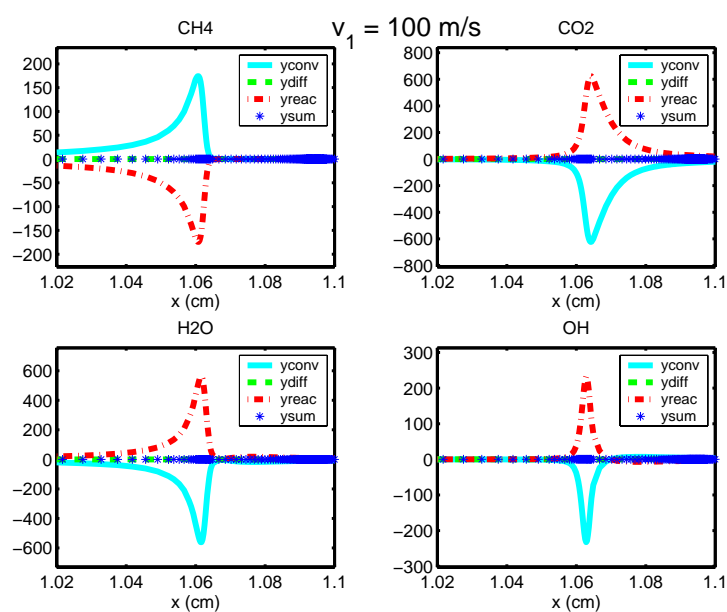 v_1 = 100 m/s
CH4
200
150
100
50
0
−50
−100
−150
−200
1.02 1.04 1.06 1.08 1.1
x (cm)
yconv
ydiff
yreac
ysum
CO2
800
600
400
200
0
−200
−400
−600
−800
1.02 1.04 1.06 1.08 1.1
x (cm)
yconv
ydiff
yreac
ysum
H2O
600
400
200
0
−200
−400
−600
1.02 1.04 1.06 1.08 1.1
x (cm)
yconv
ydiff
yreac
ysum
OH
300
200
100
0
−100
−200
−300
1.02 1.04 1.06 1.08 1.1
x (cm)
yconv
ydiff
yreac
ysum